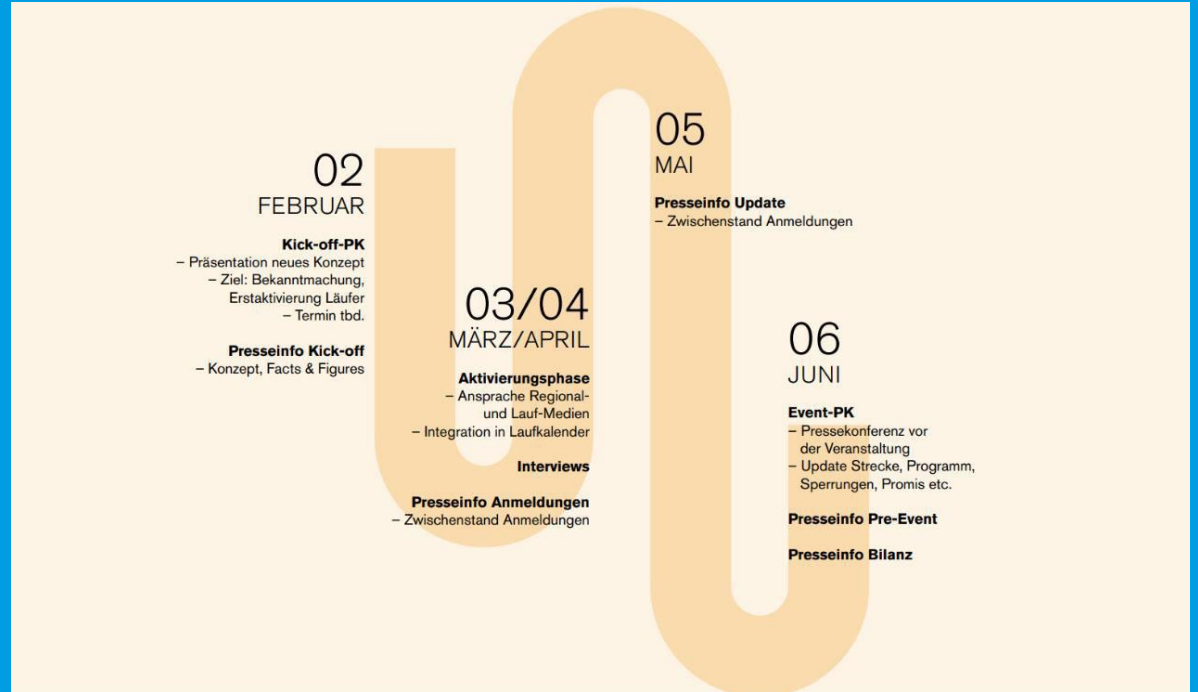 02
FEBRUAR
Kick-off-PK
– Präsentation neues Konzept
– Ziel: Bekanntmachung,
Erstaktivierung Läufer
– Termin tbd.
Presseinfo Kick-off
– Konzept, Facts & Figures
03/04
MÄRZ/APRIL
Aktivierungsphase
– Ansprache Regional-
und Lauf-Medien
– Integration in Laufkalender
Interviews
Presseinfo Anmeldungen
– Zwischenstand Anmeldungen
05
MAI
Presseinfo Update
– Zwischenstand Anmeldungen
06
JUNI
Event-PK
– Pressekonferenz vor
der Veranstaltung
– Update Strecke, Programm,
Sperrungen, Promis etc.
Presseinfo Pre-Event
Presseinfo Bilanz